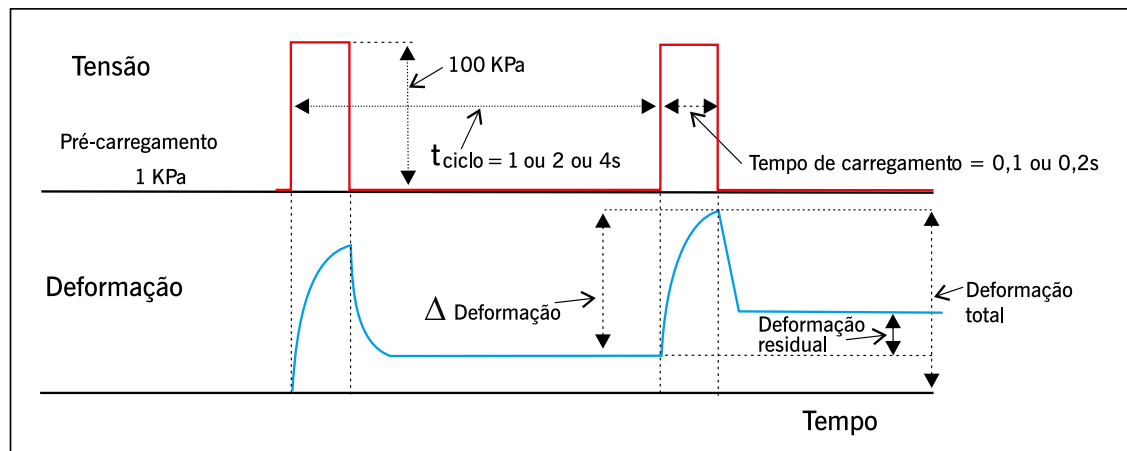 Tensão
100 KPa
Pré-carregamento
1 KPa
tciclo = 1 ou 2 ou 4s
Tempo de carregamento = 0,1 ou 0,2s
Deformação
Δ Deformação
Deformação
residual
Deformação
total
Tempo